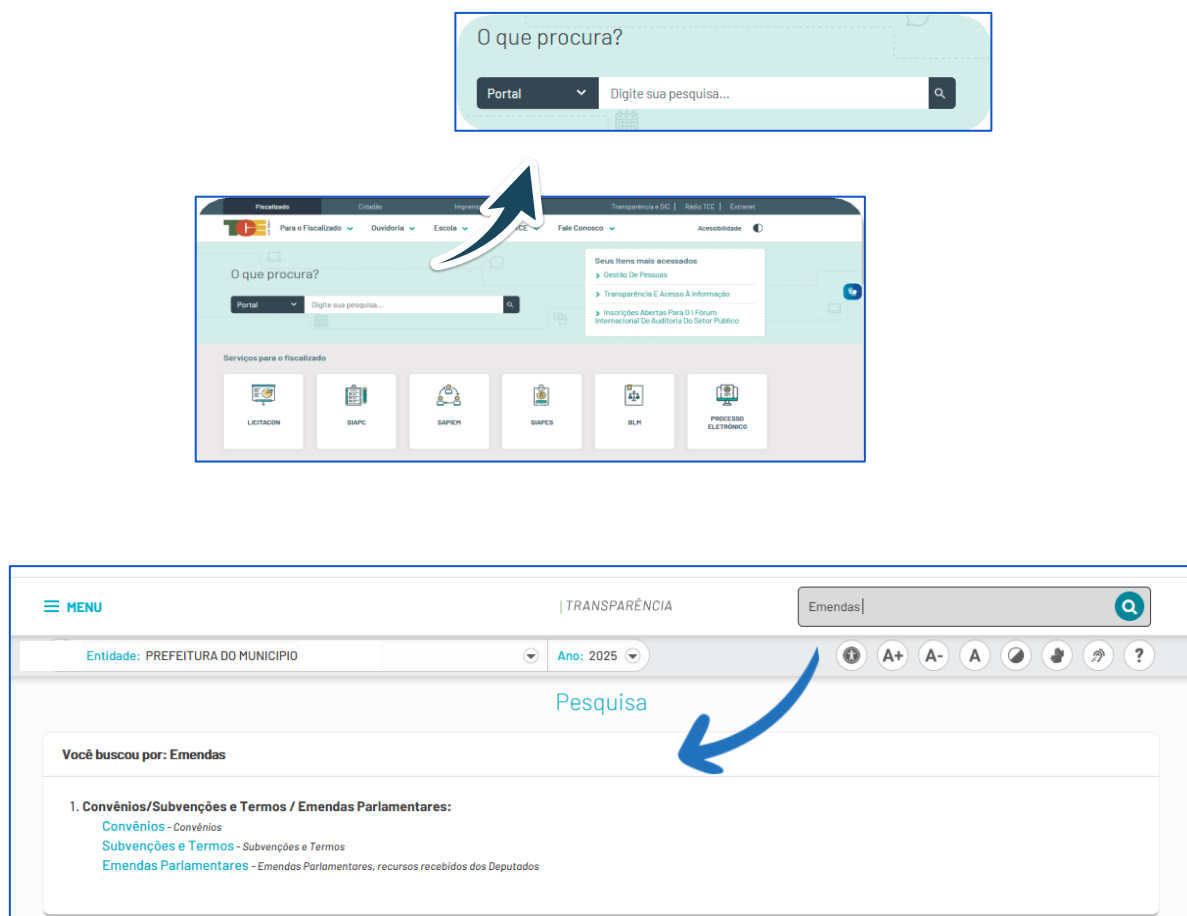 O que procura?
Portal Digite sua pesquisa...
Fiscalizado Cidadão Imprensa Transparência e SIC | Rádio TCE | Extranet
TCE Para o Fiscalizado Ouvidoria Escola TCE Fale Conosco Acessibilidade
O que procura?
Portal Digite sua pesquisa...
Seus Itens mais acessados
Gestão De Pessoas
Transparência E Acesso À Informação
Inscrições Abertas Para O I Fórum
Internacional De Auditoria Do Setor Público
Serviços para o fiscalizado
LICITACON SIAPC SAPIEM SIAPES BLM PROCESSO
ELETRÔNICO
MENU | TRANSPARÊNCIA Emendas
Entidade: PREFEITURA DO MUNICIPIO Ano: 2025 A+ A- A ?
Pesquisa
Você buscou por: Emendas
1. Convênios/Subvenções e Termos / Emendas Parlamentares:
Convênios - Convênios
Subvenções e Termos - Subvenções e Termos
Emendas Parlamentares - Emendas Parlamentares, recursos recebidos dos Deputados